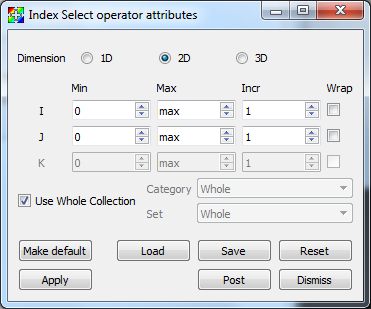 Index Select operator attributes
Dimension 1D 2D 3D
Min Max Incr Wrap
I 0 max 1
J 0 max 1
K 0 max 1
Category Whole
Use Whole Collection
Set Whole
Make default Load Save Reset
Apply Post Dismiss